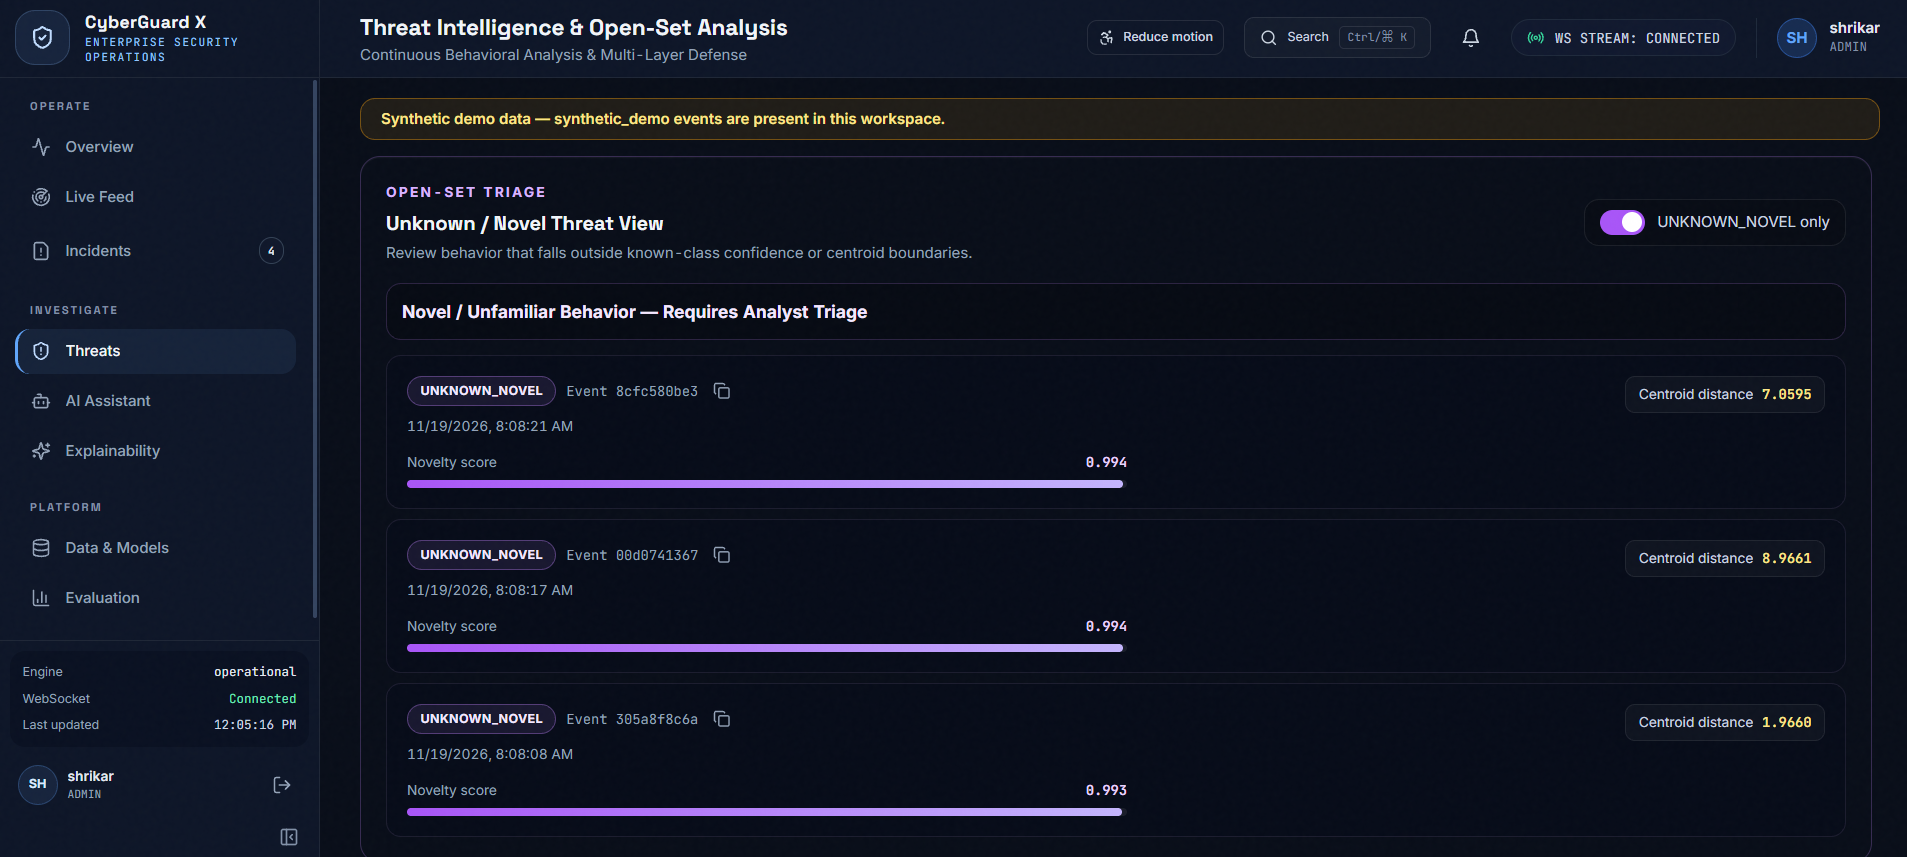 CyberGuard X
ENTERPRISE SECURITY
OPERATIONS
OPERATE
Overview
Live Feed
Incidents 4
INVESTIGATE
Threats
AI Assistant
Explainability
PLATFORM
Data & Models
Evaluation
Engine operational
WebSocket Connected
Last updated 12:05:16 PM
SH shrikar
ADMIN
Threat Intelligence & Open-Set Analysis
Continuous Behavioral Analysis & Multi-Layer Defense
Reduce motion
Search Ctrl/⌘ K
WS STREAM: CONNECTED
SH shrikar
ADMIN
Synthetic demo data — synthetic_demo events are present in this workspace.
OPEN-SET TRIAGE
Unknown / Novel Threat View
Review behavior that falls outside known-class confidence or centroid boundaries.
UNKNOWN_NOVEL only
Novel / Unfamiliar Behavior — Requires Analyst Triage
UNKNOWN_NOVEL Event 8cfc580be3 Centroid distance 7.0595
11/19/2026, 8:08:21 AM
Novelty score 0.994
UNKNOWN_NOVEL Event 00d0741367 Centroid distance 8.9661
11/19/2026, 8:08:17 AM
Novelty score 0.994
UNKNOWN_NOVEL Event 305a8f8c6a Centroid distance 1.9660
11/19/2026, 8:08:08 AM
Novelty score 0.993